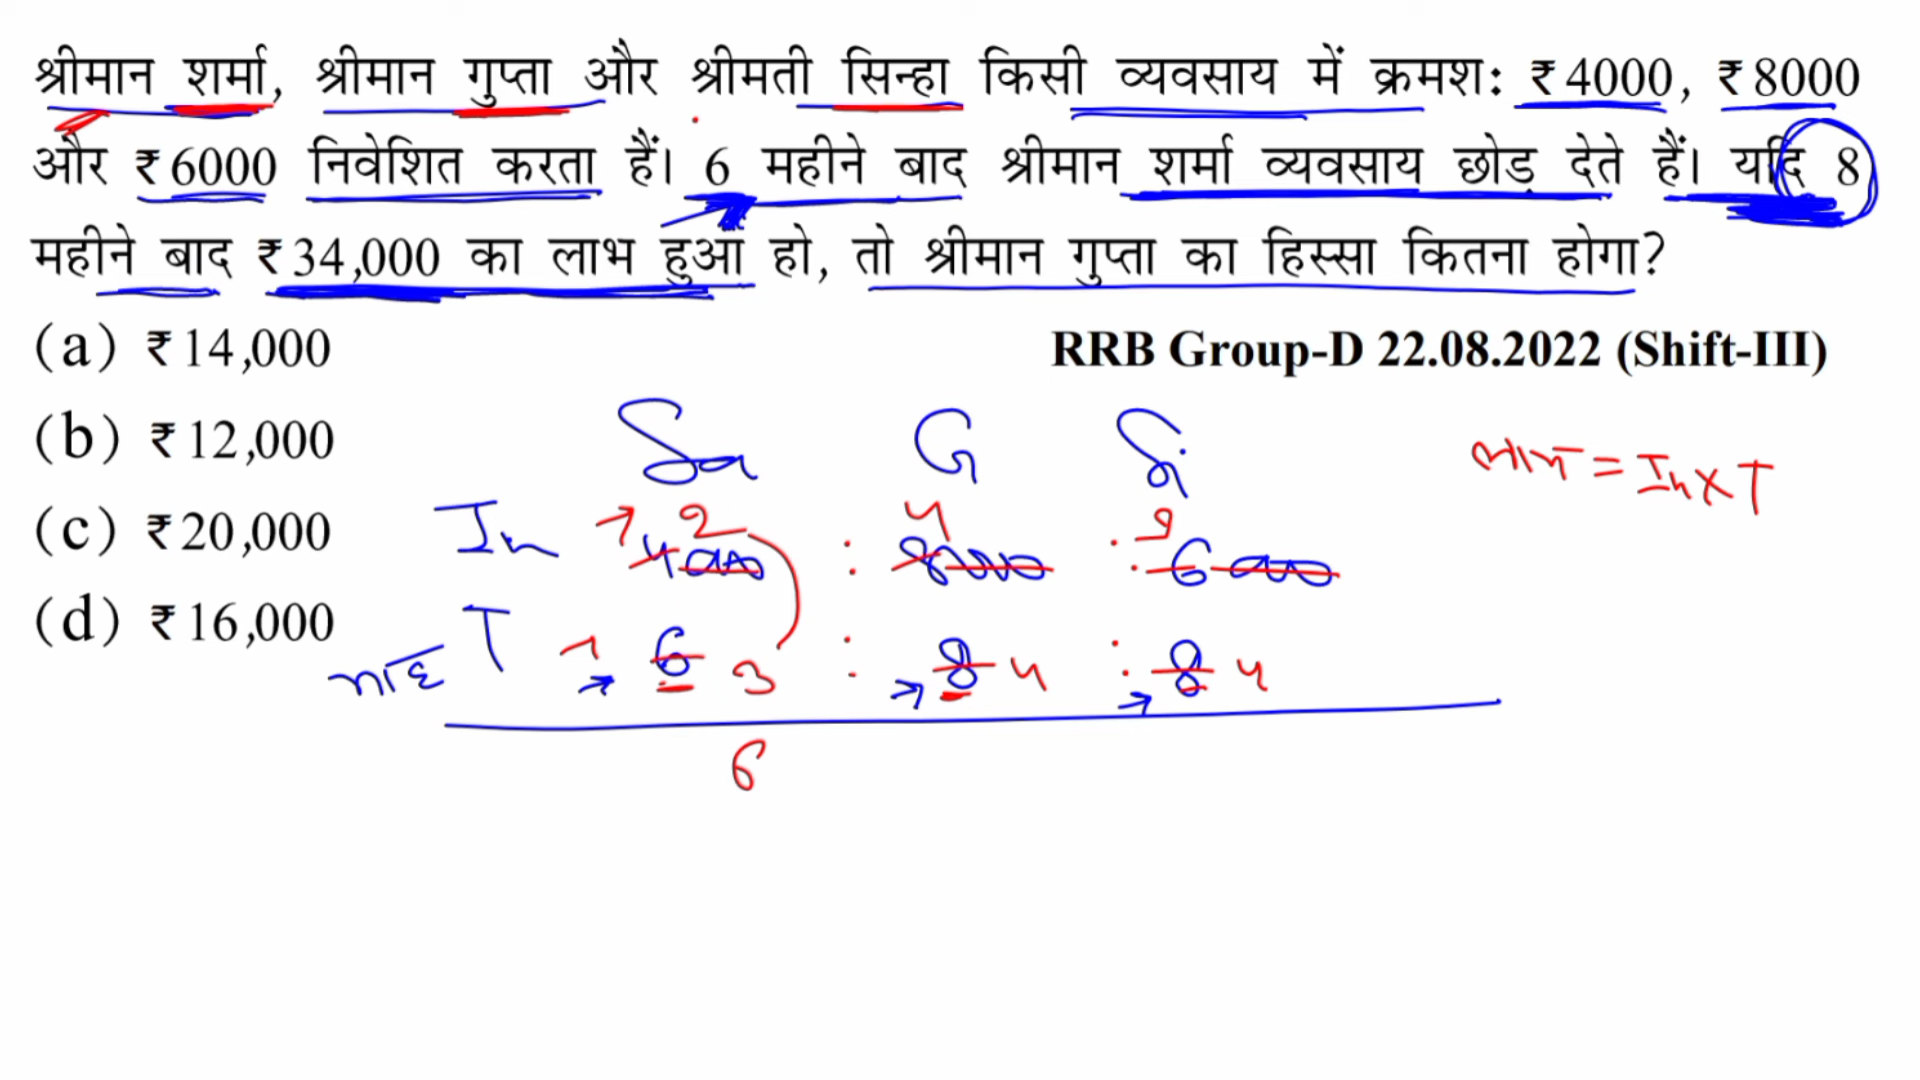 श्रीमान शर्मा, श्रीमान गुप्ता और श्रीमती सिन्हा किसी व्यवसाय में क्रमश: ₹4000, ₹8000
और ₹6000 निवेशित करता हैं। 6 महीने बाद श्रीमान शर्मा व्यवसाय छोड़ देते हैं। यदि 8
महीने बाद ₹34,000 का लाभ हुआ हो, तो श्रीमान गुप्ता का हिस्सा कितना होगा?
(a) ₹14,000
RRB Group-D 22.08.2022 (Shift-III)
(b) ₹12,000
(c) ₹20,000
(d) ₹16,000
Sa G Si
लाभ = In × T
2 4
In 4000 : 8000 : 6000
माह T 6 3 : 8 4 : 8 4
6